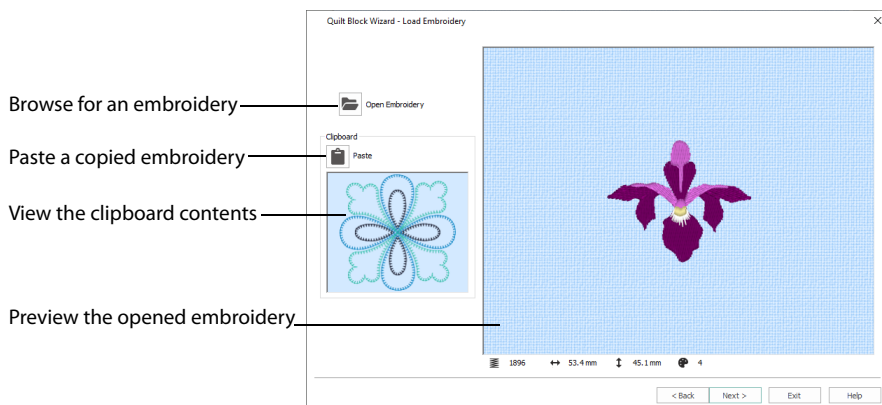 Quilt Block Wizard - Load Embroidery
Browse for an embroidery
Open Embroidery
Clipboard
Paste a copied embroidery
Paste
View the clipboard contents
Preview the opened embroidery
1896 53.4 mm 45.1 mm 4
< Back Next > Exit Help